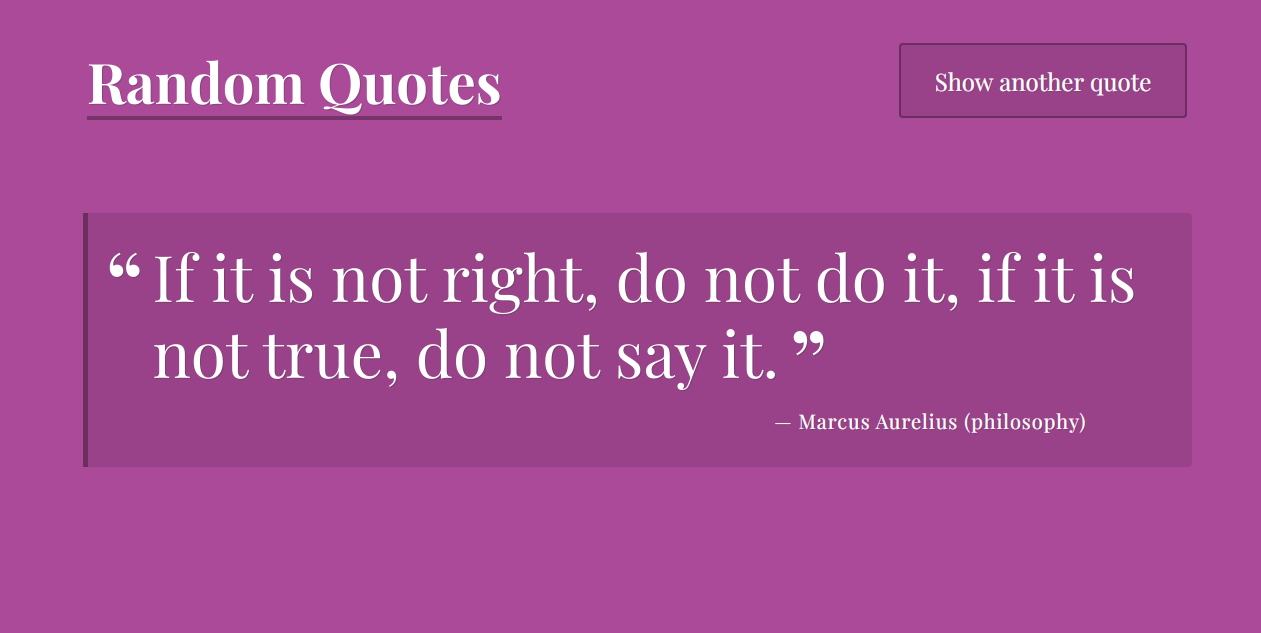 Random Quotes
Show another quote
“ If it is not right, do not do it, if it is
not true, do not say it. ”
— Marcus Aurelius (philosophy)